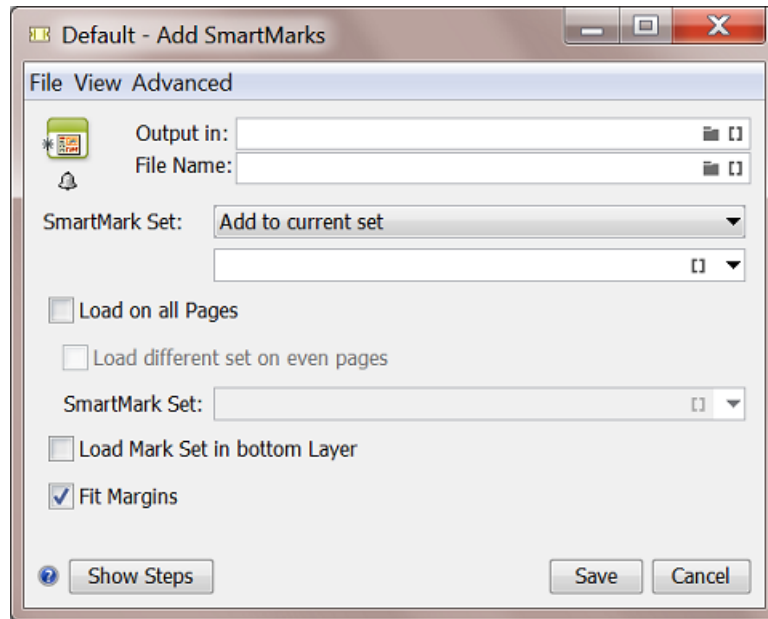 Default - Add SmartMarks
File View Advanced
Output in:
File Name:
SmartMark Set: Add to current set
Load on all Pages
Load different set on even pages
SmartMark Set:
Load Mark Set in bottom Layer
Fit Margins
Show Steps Save Cancel